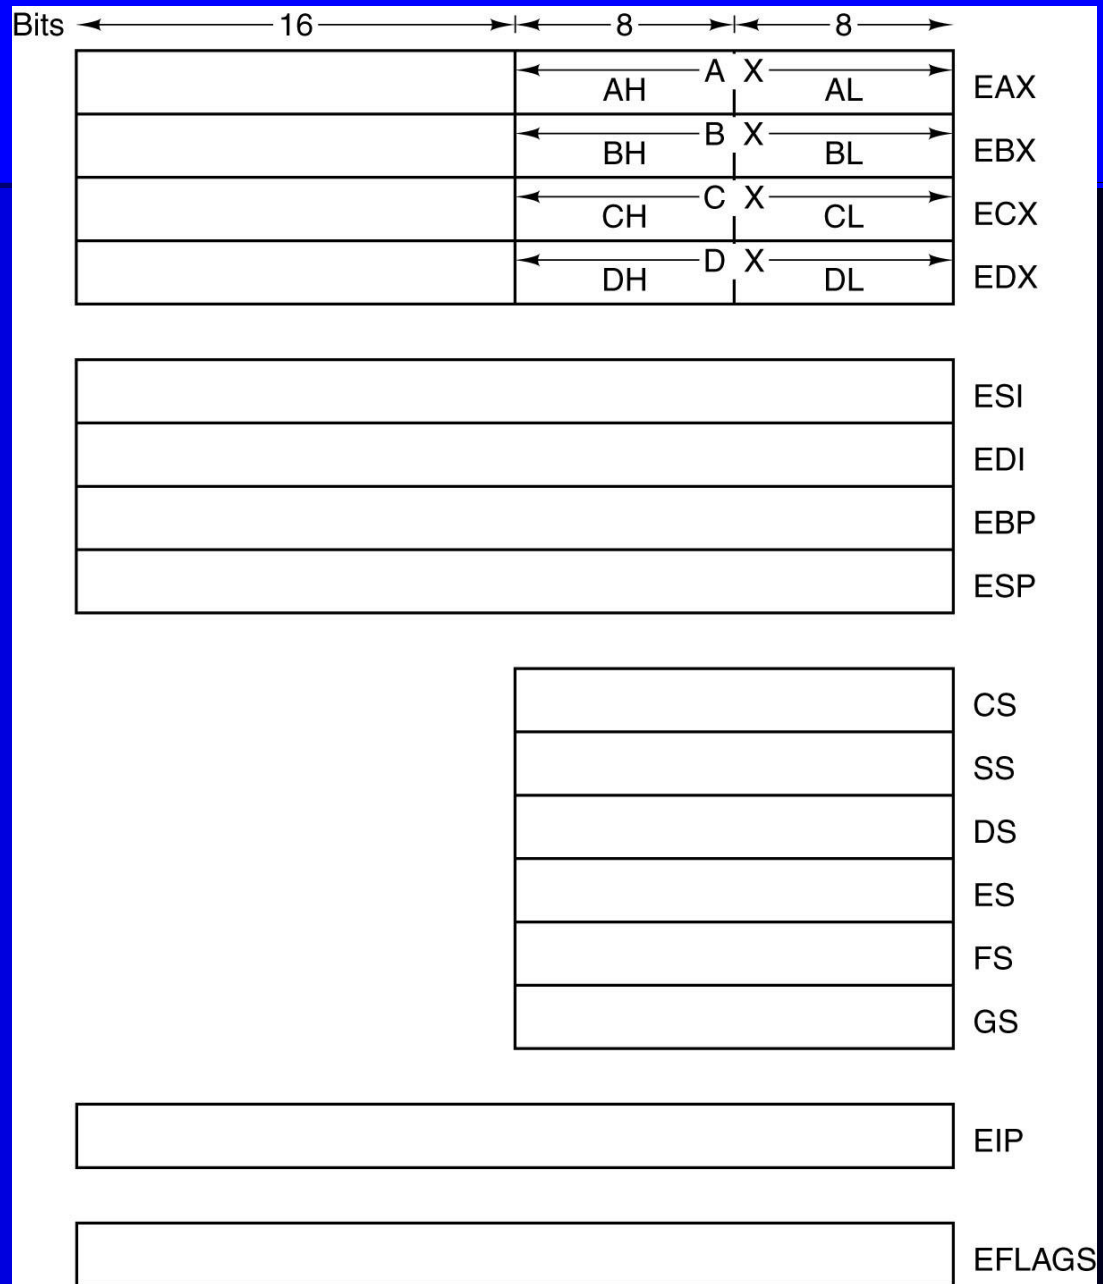 Bits 16 8 8
A X
AH AL EAX
B X
BH BL EBX
C X
CH CL ECX
D X
DH DL EDX
ESI
EDI
EBP
ESP
CS
SS
DS
ES
FS
GS
EIP
EFLAGS